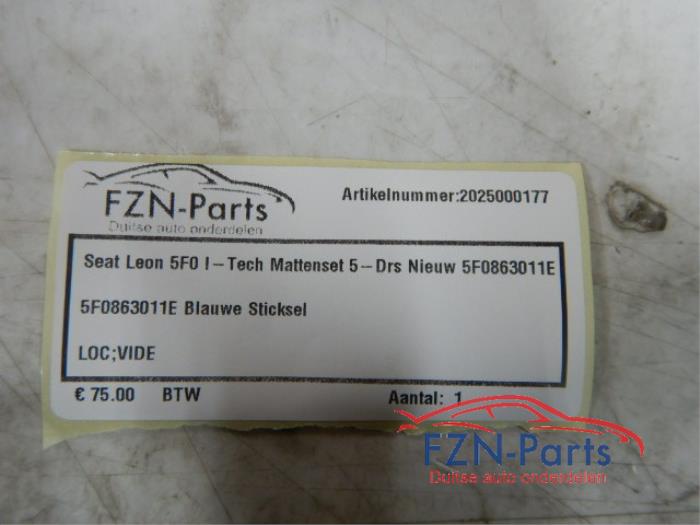 FZN-Parts
Duitse auto onderdelen
Artikelnummer:2025000177
Seat Leon 5F0 I-Tech Mattenset 5-Drs Nieuw 5F0863011E
5F0863011E Blauwe Sticksel
LOC;VIDE
€ 75.00 BTW Aantal: 1
FZN-Parts
Duitse auto onderdelen